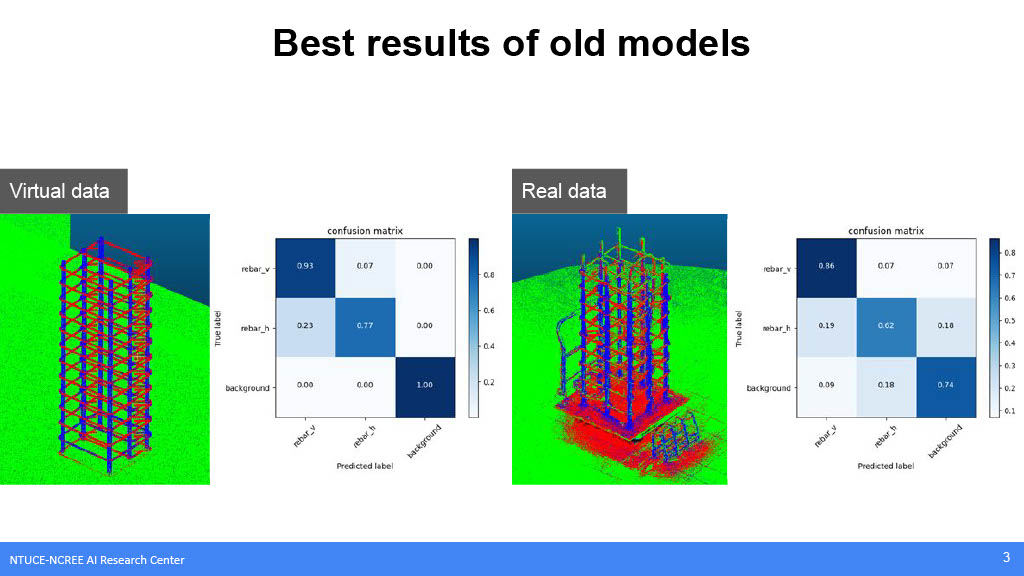 Best results of old models
Virtual data
confusion matrix
True label
rebar_v
0.93 0.07 0.00
rebar_h
0.23 0.77 0.00
background
0.00 0.00 1.00
rebar_v rebar_h background
Predicted label
0.8
0.6
0.4
0.2
Real data
confusion matrix
True label
rebar_v
0.86 0.07 0.07
rebar_h
0.19 0.62 0.18
background
0.09 0.18 0.74
rebar_v rebar_h background
Predicted label
0.8
0.7
0.6
0.5
0.4
0.3
0.2
0.1
NTUCE-NCREE AI Research Center
3